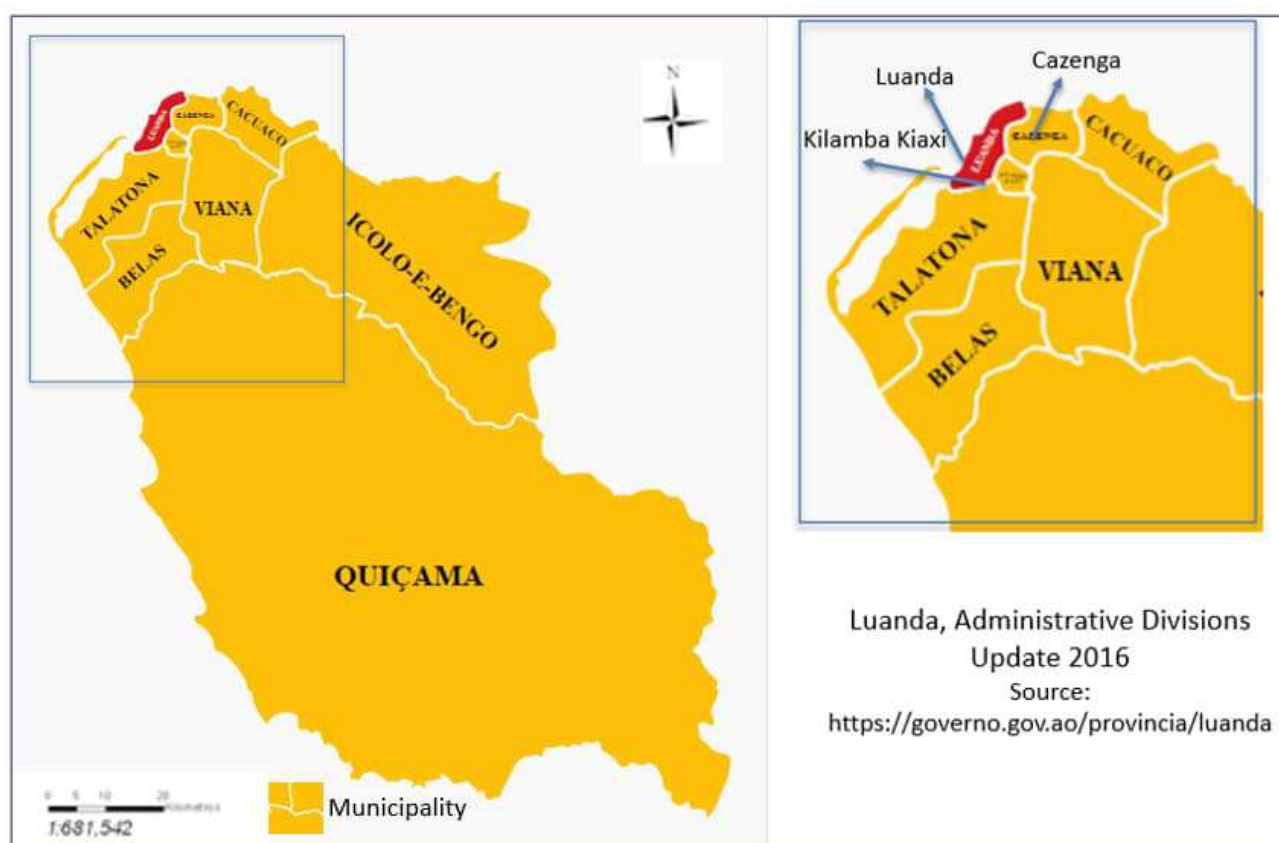 N
LUANDA
CAZENGA
CACUACO
TALATONA
VIANA
BELAS
ICOLO-E-BENGO
QUIÇAMA
0 5 10 20
1:681,542
Municipality
Cazenga
Luanda
Kilamba Kiaxi
LUANDA
CAZENGA
CACUACO
TALATONA
VIANA
BELAS
Luanda, Administrative Divisions
Update 2016
Source:
https://governo.gov.ao/provincia/luanda